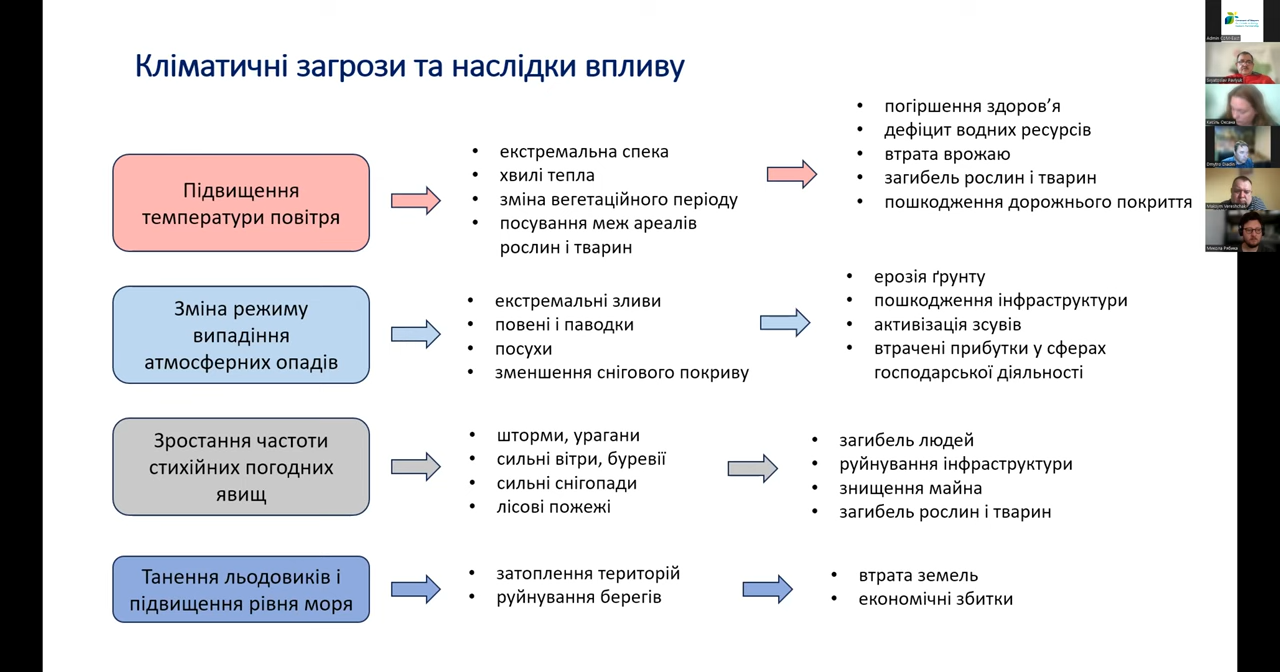 Кліматичні загрози та наслідки впливу
Підвищення
температури повітря
екстремальна спека
хвилі тепла
зміна вегетаційного періоду
посування меж ареалів
рослин і тварин
погіршення здоров’я
дефіцит водних ресурсів
втрата врожаю
загибель рослин і тварин
пошкодження дорожнього покриття
Зміна режиму
випадіння
атмосферних опадів
екстремальні зливи
повені і паводки
посухи
зменшення снігового покриву
ерозія ґрунту
пошкодження інфраструктури
активізація зсувів
втрачені прибутки у сферах
господарської діяльності
Зростання частоти
стихійних погодних
явищ
шторми, урагани
сильні вітри, буревії
сильні снігопади
лісові пожежі
загибель людей
руйнування інфраструктури
знищення майна
загибель рослин і тварин
Танення льодовиків і
підвищення рівня моря
затоплення територій
руйнування берегів
втрата земель
економічні збитки